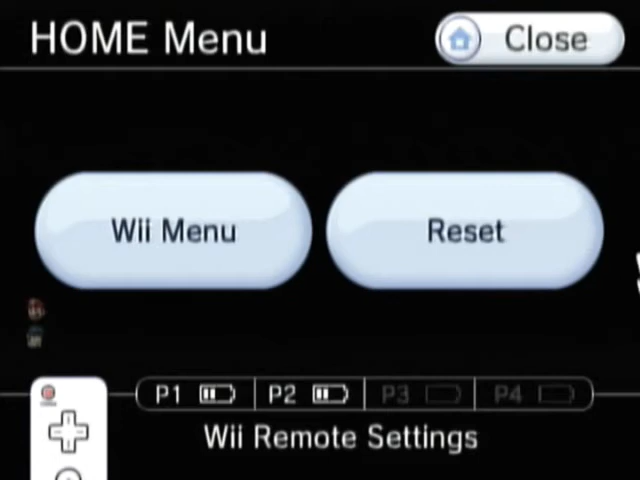 HOME Menu Close
Wii Menu Reset
P1 P2 P3 P4
Wii Remote Settings